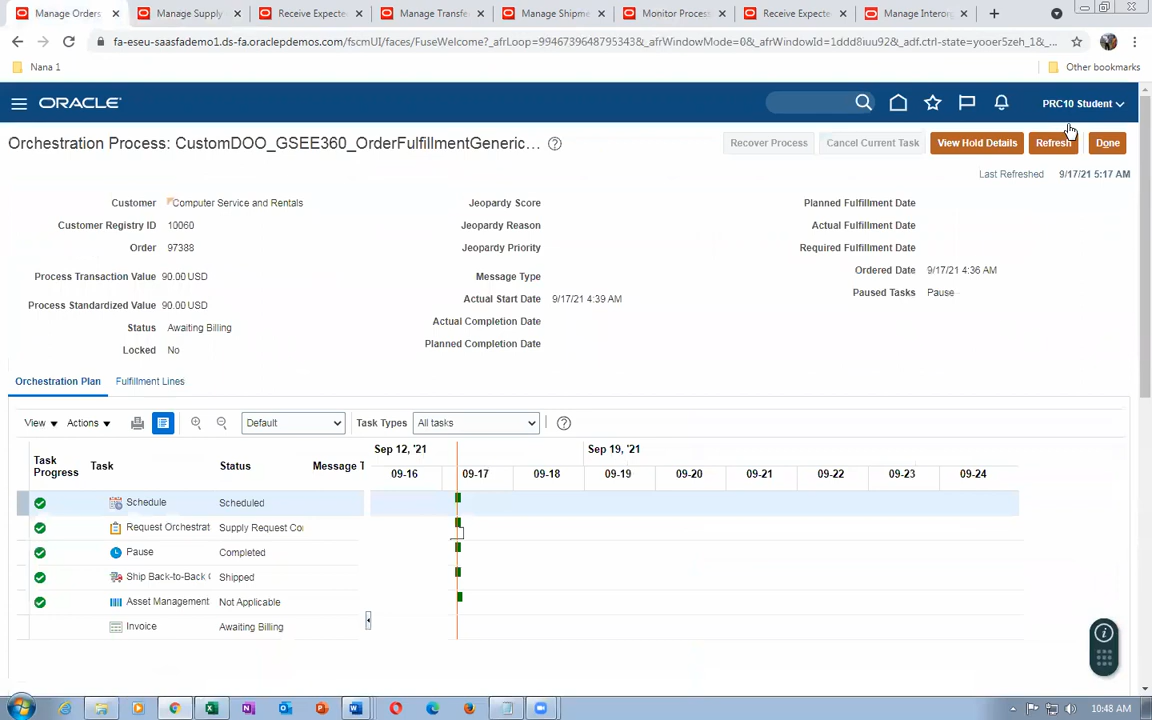 Manage Orders
Manage Supply
Receive Expecte
Manage Transfe
Manage Shipme
Monitor Proces
Receive Expecte
Manage Interorg
fa-eseu-saasfademo1.ds-fa.oraclepdemos.com/fscmUI/faces/FuseWelcome?_afrLoop=99467396487953438&_afrWindowMode=0&_afrWindowId=1ddd8iuu92&_adf.ctrl-state=yooer5zeh_1&_...
Nana 1
Other bookmarks
ORACLE
PRC10 Student
Orchestration Process: CustomDOO_GSEE360_OrderFulfillmentGeneric...
Recover Process
Cancel Current Task
View Hold Details
Refresh
Done
Last Refreshed 9/17/21 5:17 AM
Customer Computer Service and Rentals
Customer Registry ID 10060
Order 97388
Process Transaction Value 90.00 USD
Process Standardized Value 90.00 USD
Status Awaiting Billing
Locked No
Jeopardy Score
Jeopardy Reason
Jeopardy Priority
Message Type
Actual Start Date 9/17/21 4:39 AM
Actual Completion Date
Planned Completion Date
Planned Fulfillment Date
Actual Fulfillment Date
Required Fulfillment Date
Ordered Date 9/17/21 4:36 AM
Paused Tasks Pause
Orchestration Plan
Fulfillment Lines
View
Actions
Default
Task Types
All tasks
Sep 12, '21
Sep 19, '21
Task Progress
Task
Status
Message T
09-16 09-17 09-18 09-19 09-20 09-21 09-22 09-23 09-24
Schedule Scheduled
Request Orchestrat Supply Request Co
Pause Completed
Ship Back-to-Back Shipped
Asset Management Not Applicable
Invoice Awaiting Billing
10:48 AM